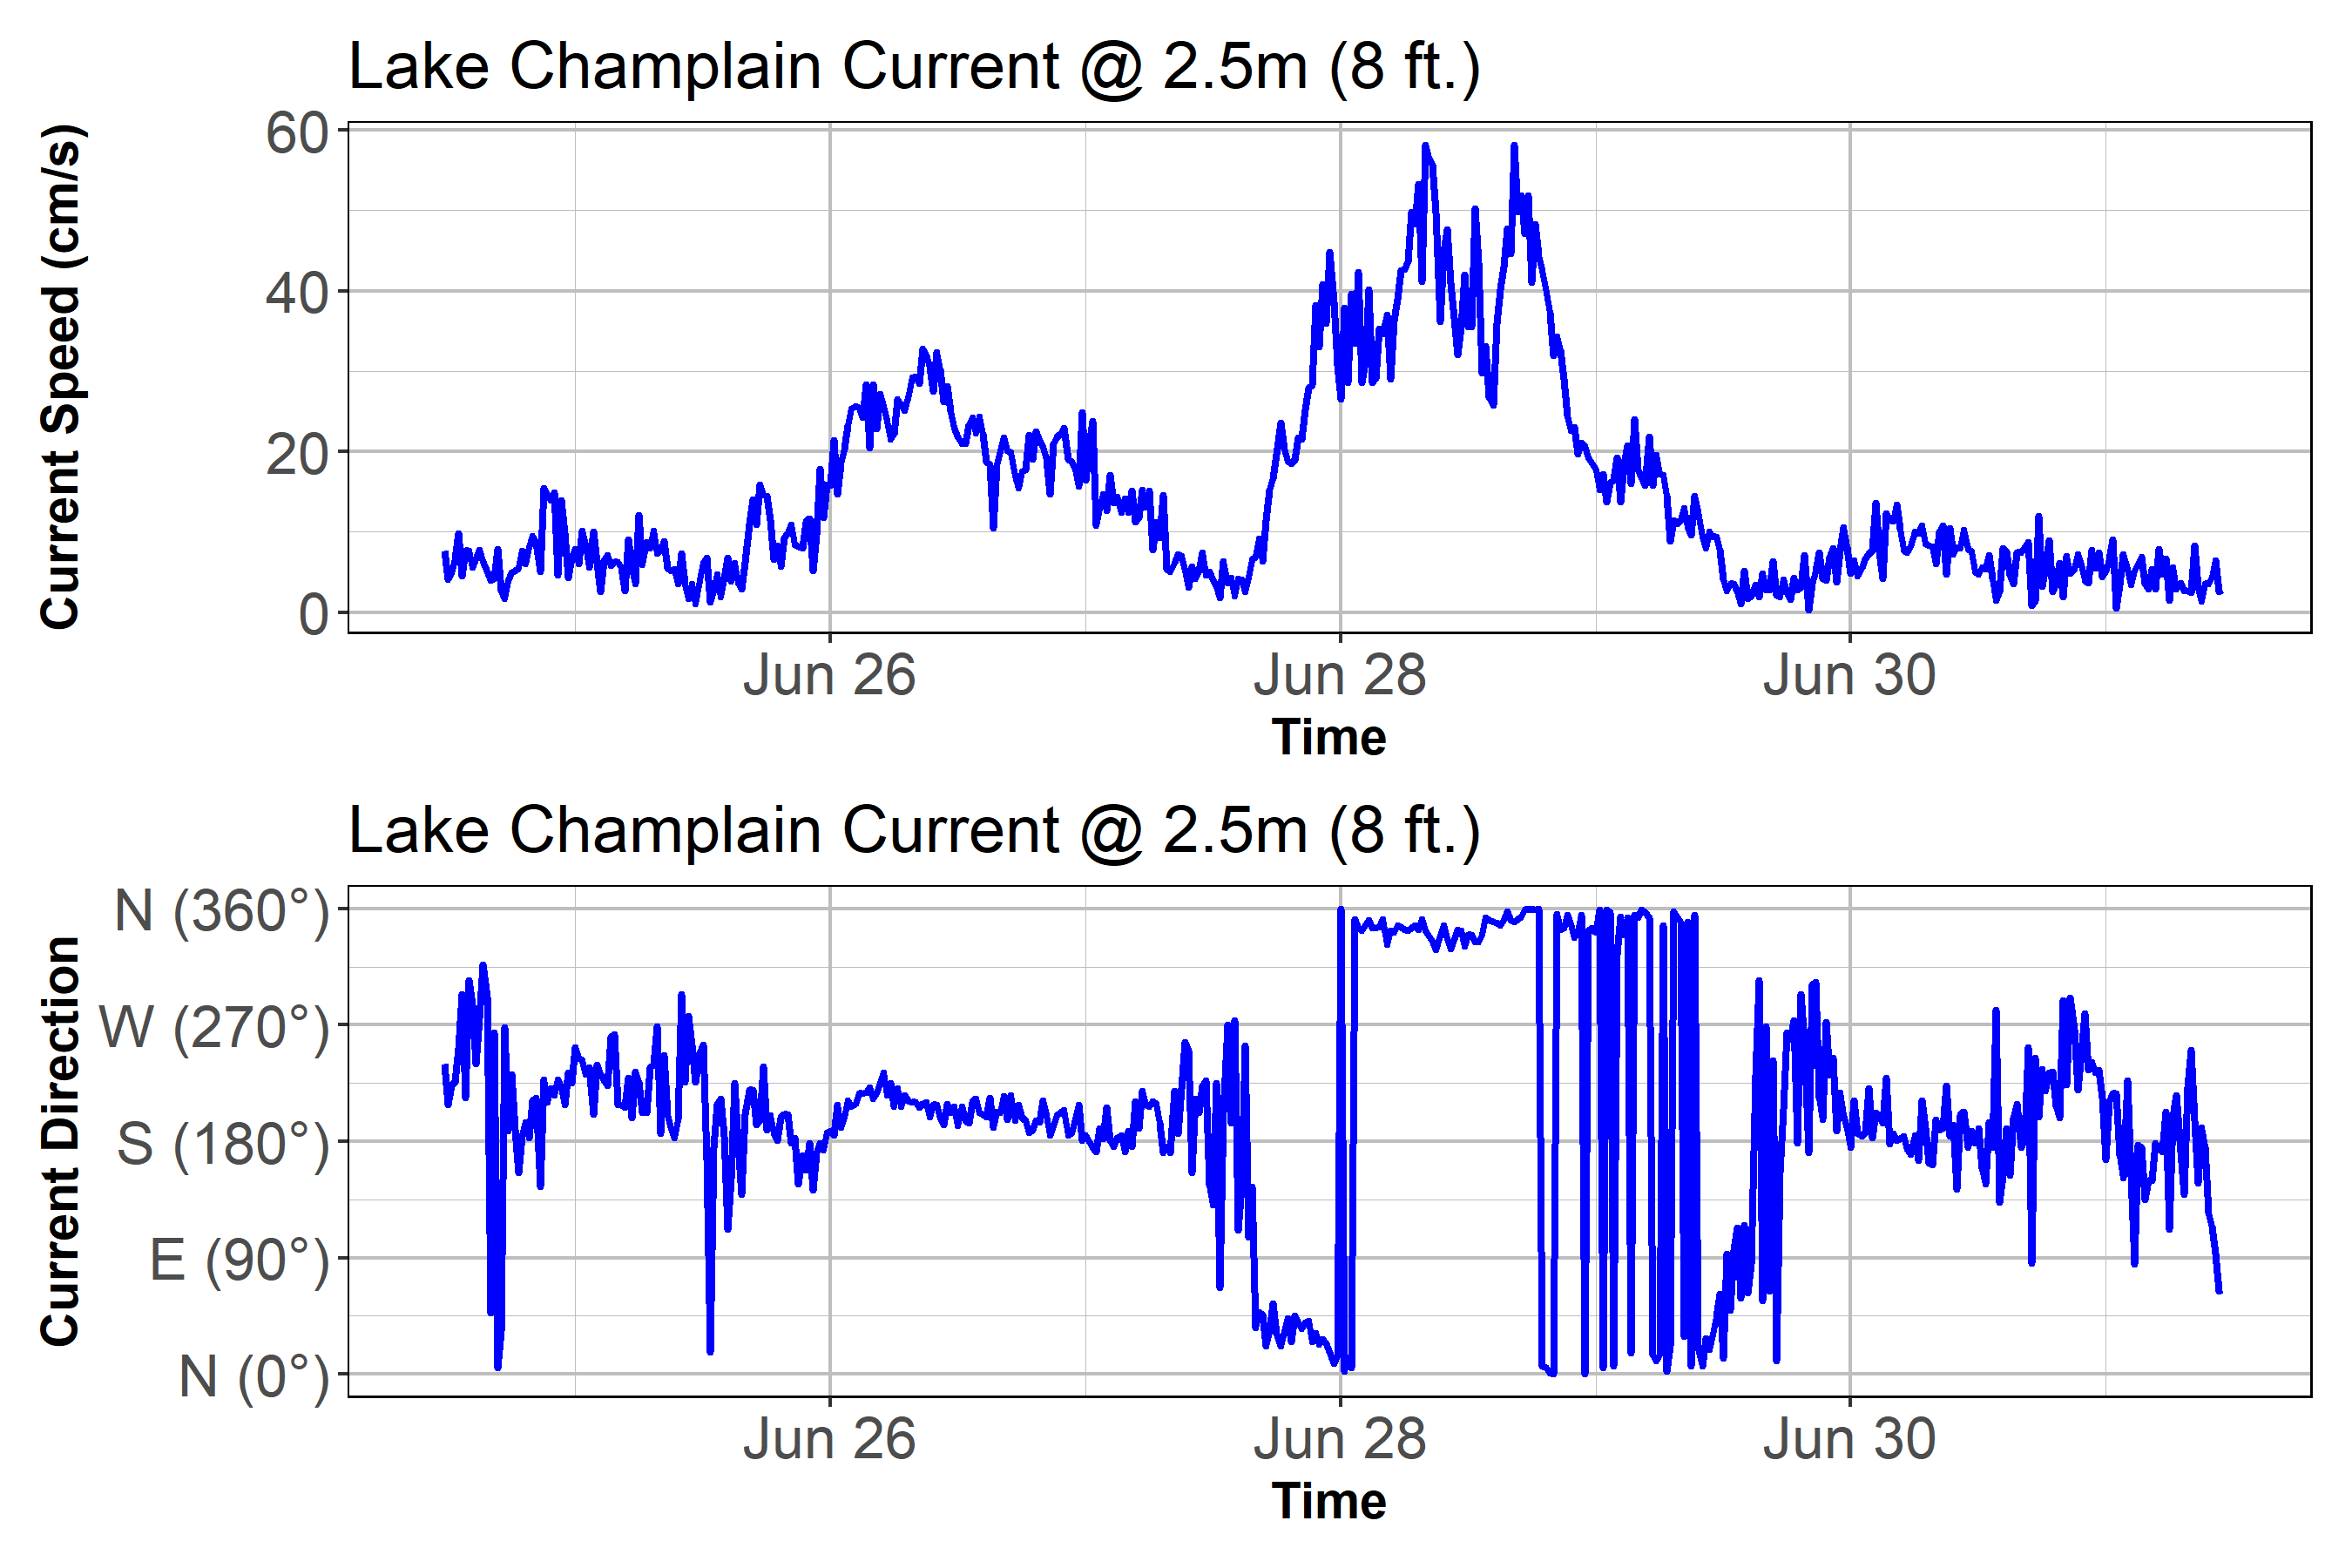 Lake Champlain Current @ 2.5m (8 ft.)
Current Speed (cm/s)
60
40
20
0
Jun 26 Jun 28 Jun 30
Time
Lake Champlain Current @ 2.5m (8 ft.)
Current Direction
N (360°)
W (270°)
S (180°)
E (90°)
N (0°)
Jun 26 Jun 28 Jun 30
Time